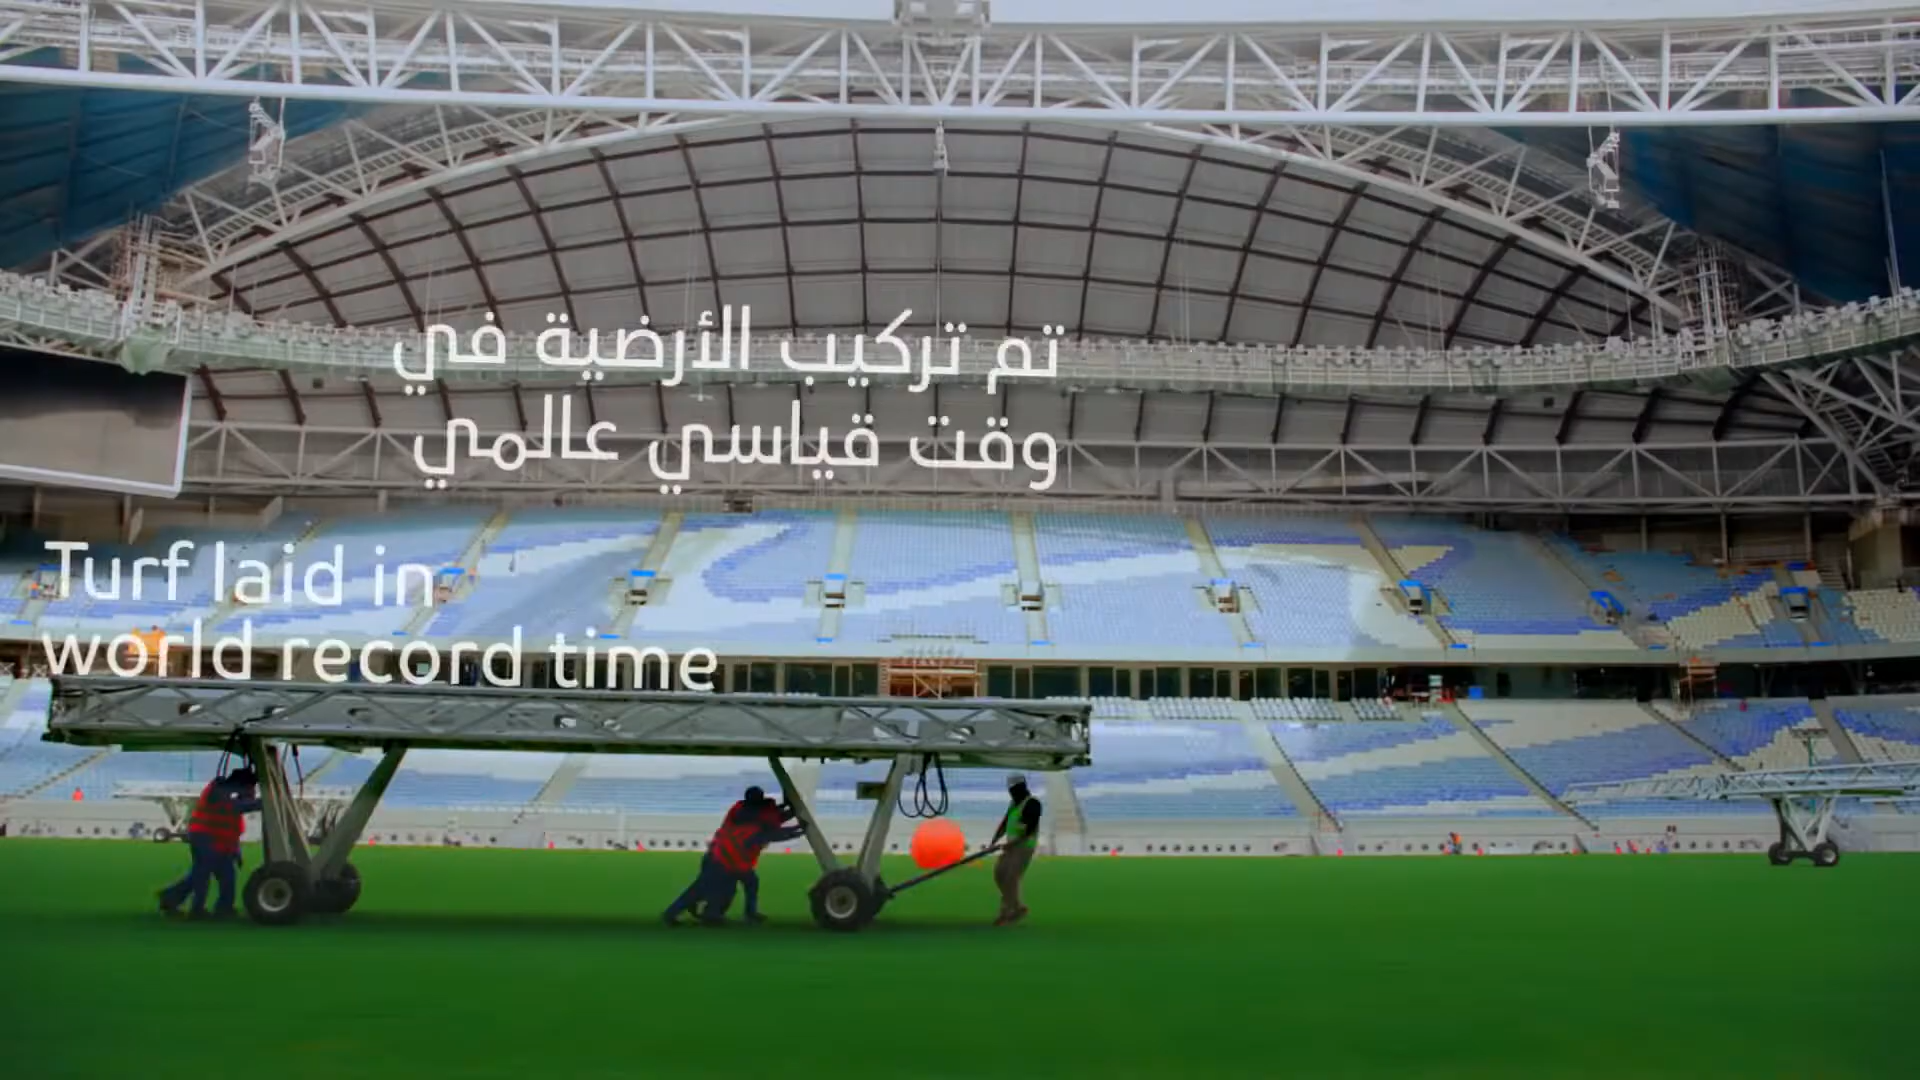 تم تركيب الأرضية في
وقت قياسي عالمي
Turf laid in
world record time